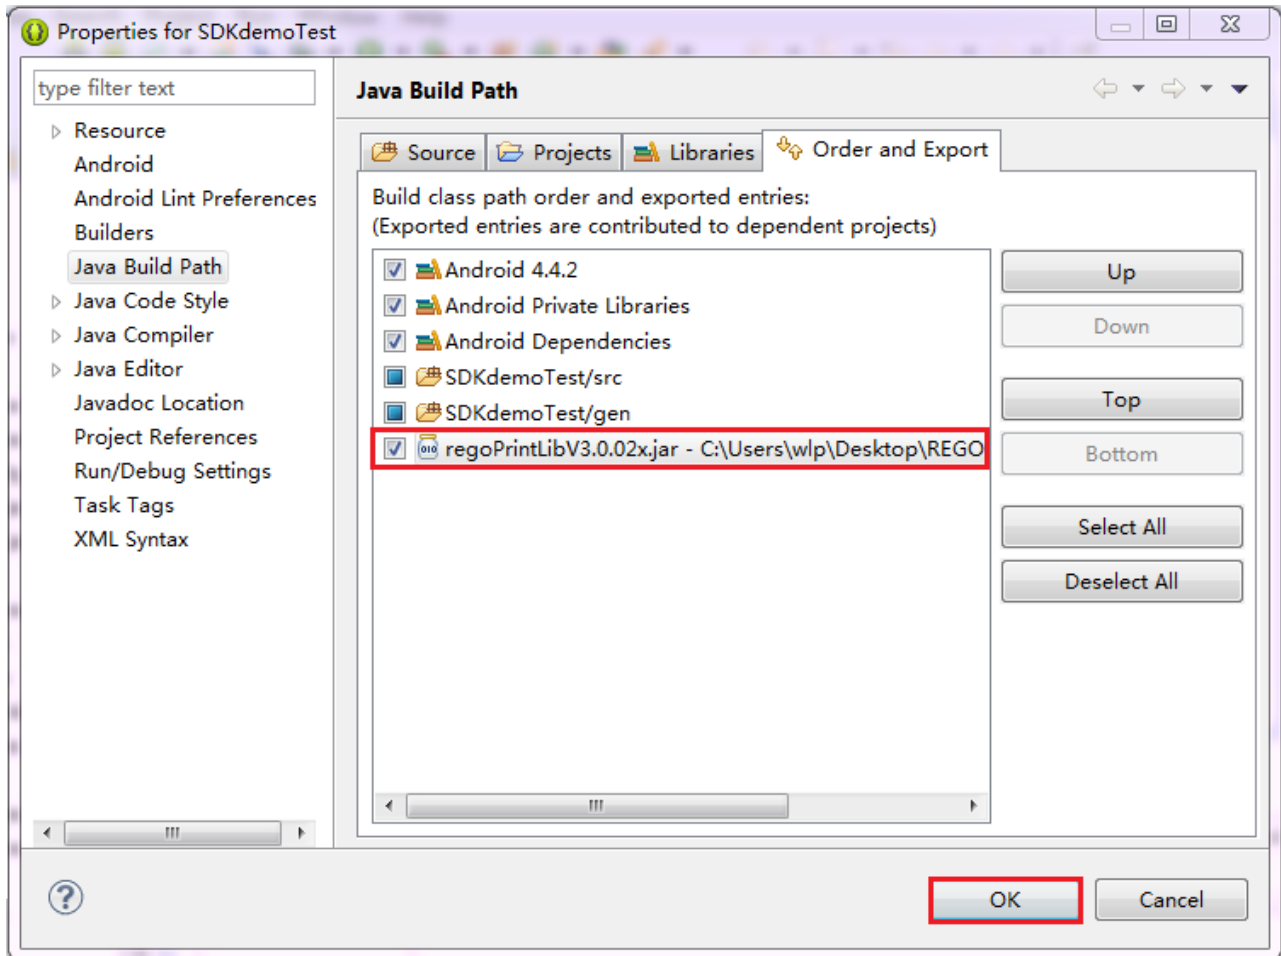 Properties for SDKdemoTest
type filter text
Resource
Android
Android Lint Preferences
Builders
Java Build Path
Java Code Style
Java Compiler
Java Editor
Javadoc Location
Project References
Run/Debug Settings
Task Tags
XML Syntax
Java Build Path
Source
Projects
Libraries
Order and Export
Build class path order and exported entries:
(Exported entries are contributed to dependent projects)
Android 4.4.2
Android Private Libraries
Android Dependencies
SDKdemoTest/src
SDKdemoTest/gen
regoPrintLibV3.0.02x.jar - C:\Users\wlp\Desktop\REGO
Up
Down
Top
Bottom
Select All
Deselect All
OK
Cancel